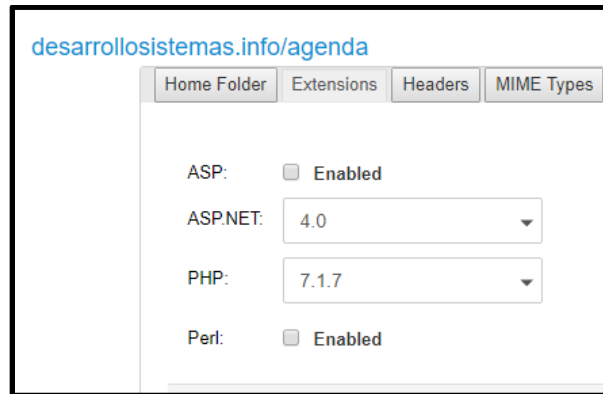 desarrollosistemas.info/agenda
Home Folder Extensions Headers MIME Types
ASP: Enabled
ASP.NET: 4.0
PHP: 7.1.7
Perl: Enabled